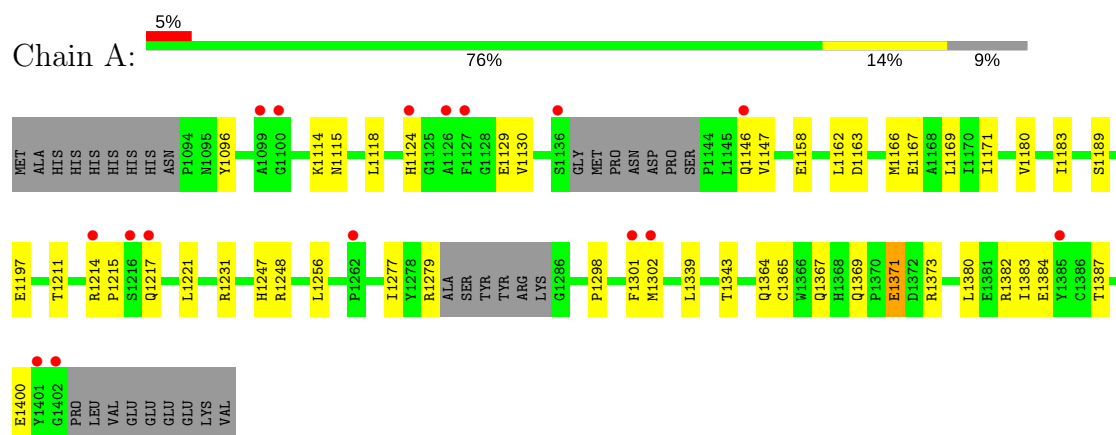 5%
Chain A:
76% 14% 9%
MET ALA HIS HIS HIS HIS HIS HIS ASN P1094 N1095 Y1096 A1099 G1100 K1114 N1115 L1118 H1124 G1125 A1126 F1127 G1128 E1129 V1130 S1136 GLY MET PRO ASN ASP PRO SER P1144 L1145 Q1146 V1147 E1158 L1162 D1163 M1166 E1167 A1168 L1169 I1170 I1171 V1180 I1183 S1189
E1197 T1211 R1214 P1215 S1216 Q1217 L1221 R1231 H1247 R1248 L1256 P1262 I1277 Y1278 R1279 ALA SER TYR TYR ARG LYS G1286 P1298 F1301 M1302 L1339 T1343 Q1364 C1365 W1366 Q1367 H1368 Q1369 P1370 E1371 D1372 R1373 L1380 E1381 R1382 I1383 E1384 Y1385 C1386 T1387
E1400 Y1401 G1402 PRO LEU VAL GLU GLU GLU GLU LYS VAL